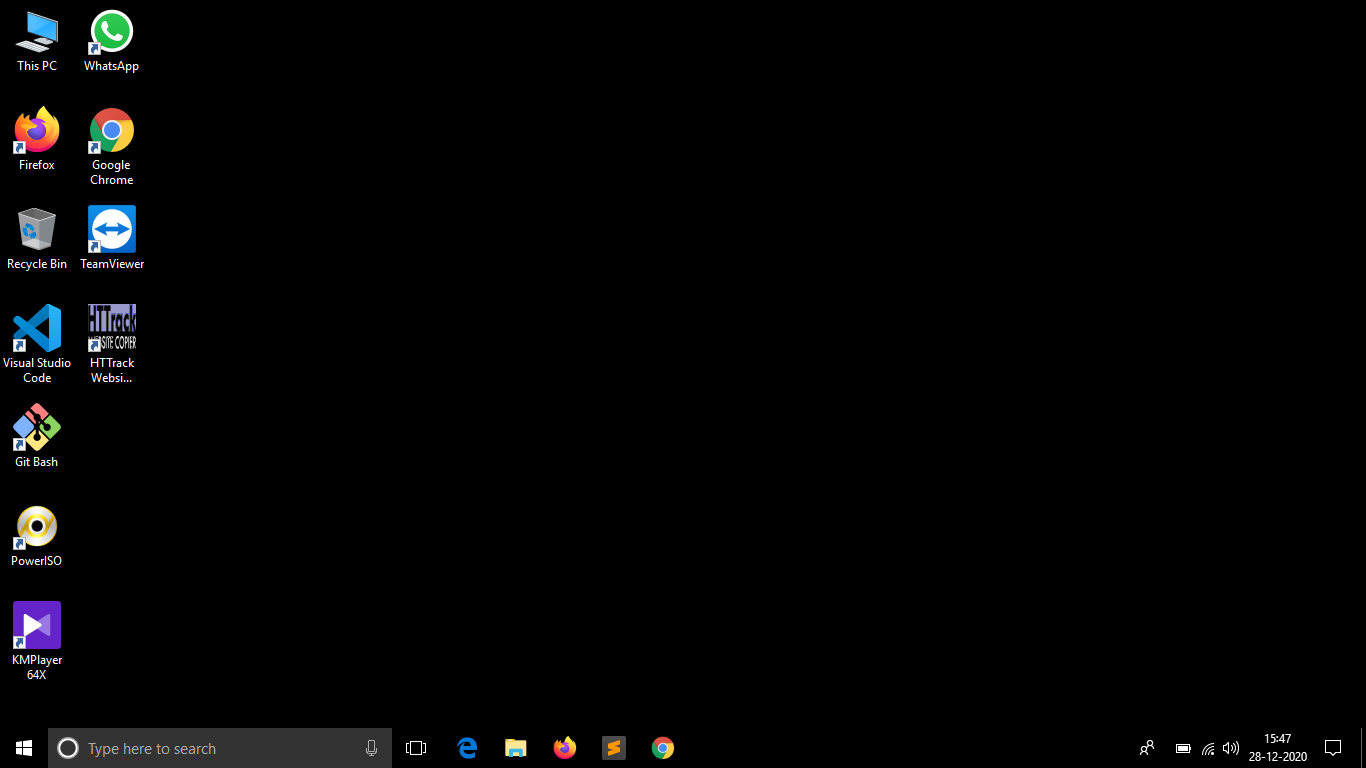 This PC
WhatsApp
Firefox
Google
Chrome
Recycle Bin
TeamViewer
Visual Studio
Code
HTTrack
WEBSITE COPIER
HTTrack
Websi...
Git Bash
PowerISO
KMPlayer
64X
Type here to search
15:47
28-12-2020